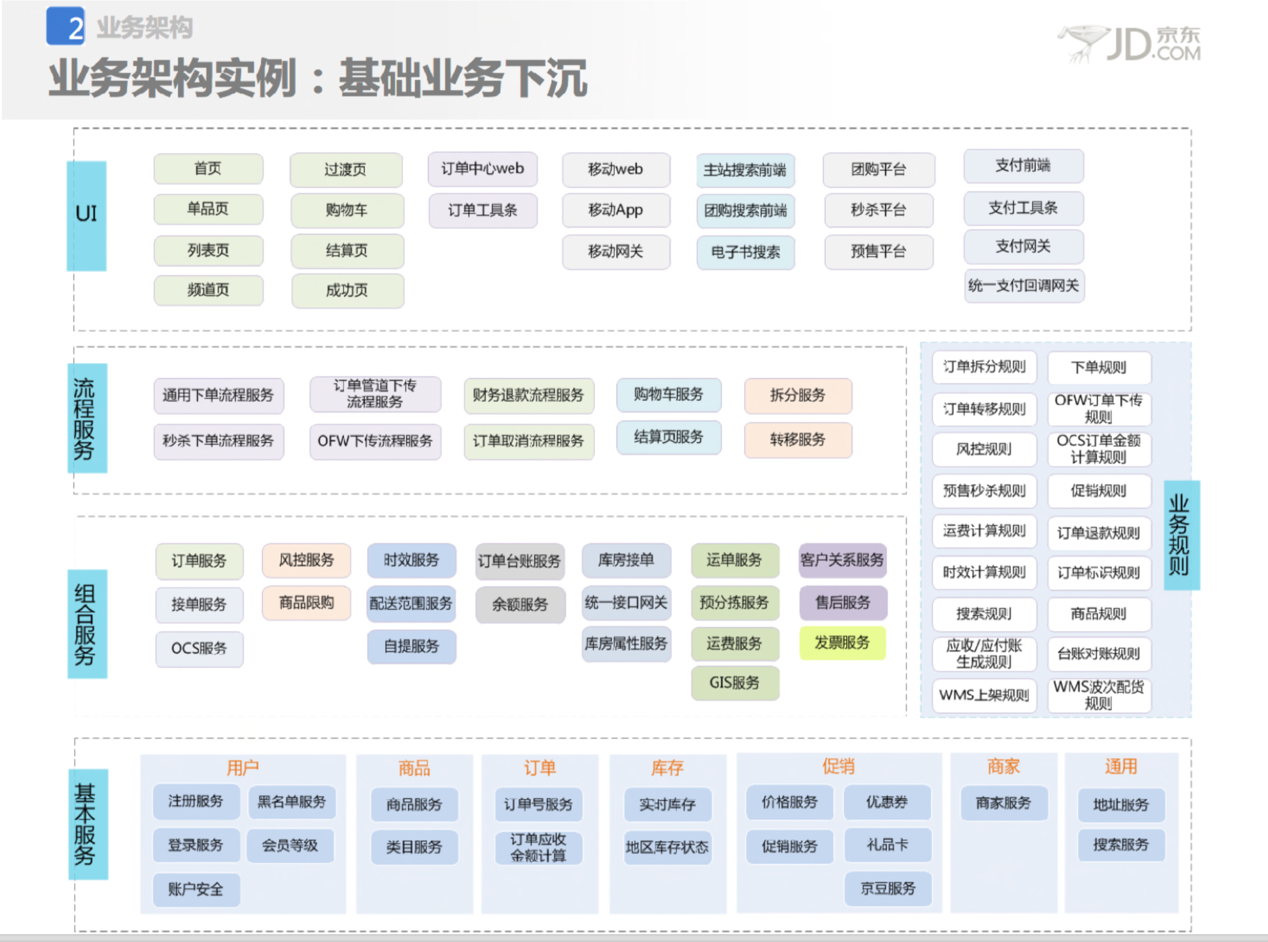 2 业务架构
业务架构实例：基础业务下沉
JD.COM 京东
UI
首页
单品页
列表页
频道页
过渡页
购物车
结算页
成功页
订单中心web
订单工具条
移动web
移动App
移动网关
主站搜索前端
团购搜索前端
电子书搜索
团购平台
秒杀平台
预售平台
支付前端
支付工具条
支付网关
统一支付回调网关
流程服务
通用下单流程服务
秒杀下单流程服务
订单管道下传
流程服务
OFW下传流程服务
财务退款流程服务
订单取消流程服务
购物车服务
结算页服务
拆分服务
转移服务
组合服务
订单服务
接单服务
OCS服务
风控服务
商品限购
时效服务
配送范围服务
自提服务
订单台账服务
余额服务
库房接单
统一接口网关
库房属性服务
运单服务
预分拣服务
运费服务
GIS服务
客户关系服务
售后服务
发票服务
业务规则
订单拆分规则
下单规则
订单转移规则
OFW订单下传
规则
风控规则
OCS订单金额
计算规则
预售秒杀规则
促销规则
运费计算规则
订单退款规则
时效计算规则
订单标识规则
搜索规则
商品规则
应收/应付账
生成规则
台账对账规则
WMS上架规则
WMS波次配货
规则
基本服务
用户
注册服务
黑名单服务
登录服务
会员等级
账户安全
商品
商品服务
类目服务
订单
订单号服务
订单应收
金额计算
库存
实时库存
地区库存状态
促销
价格服务
优惠券
促销服务
礼品卡
京豆服务
商家
商家服务
通用
地址服务
搜索服务